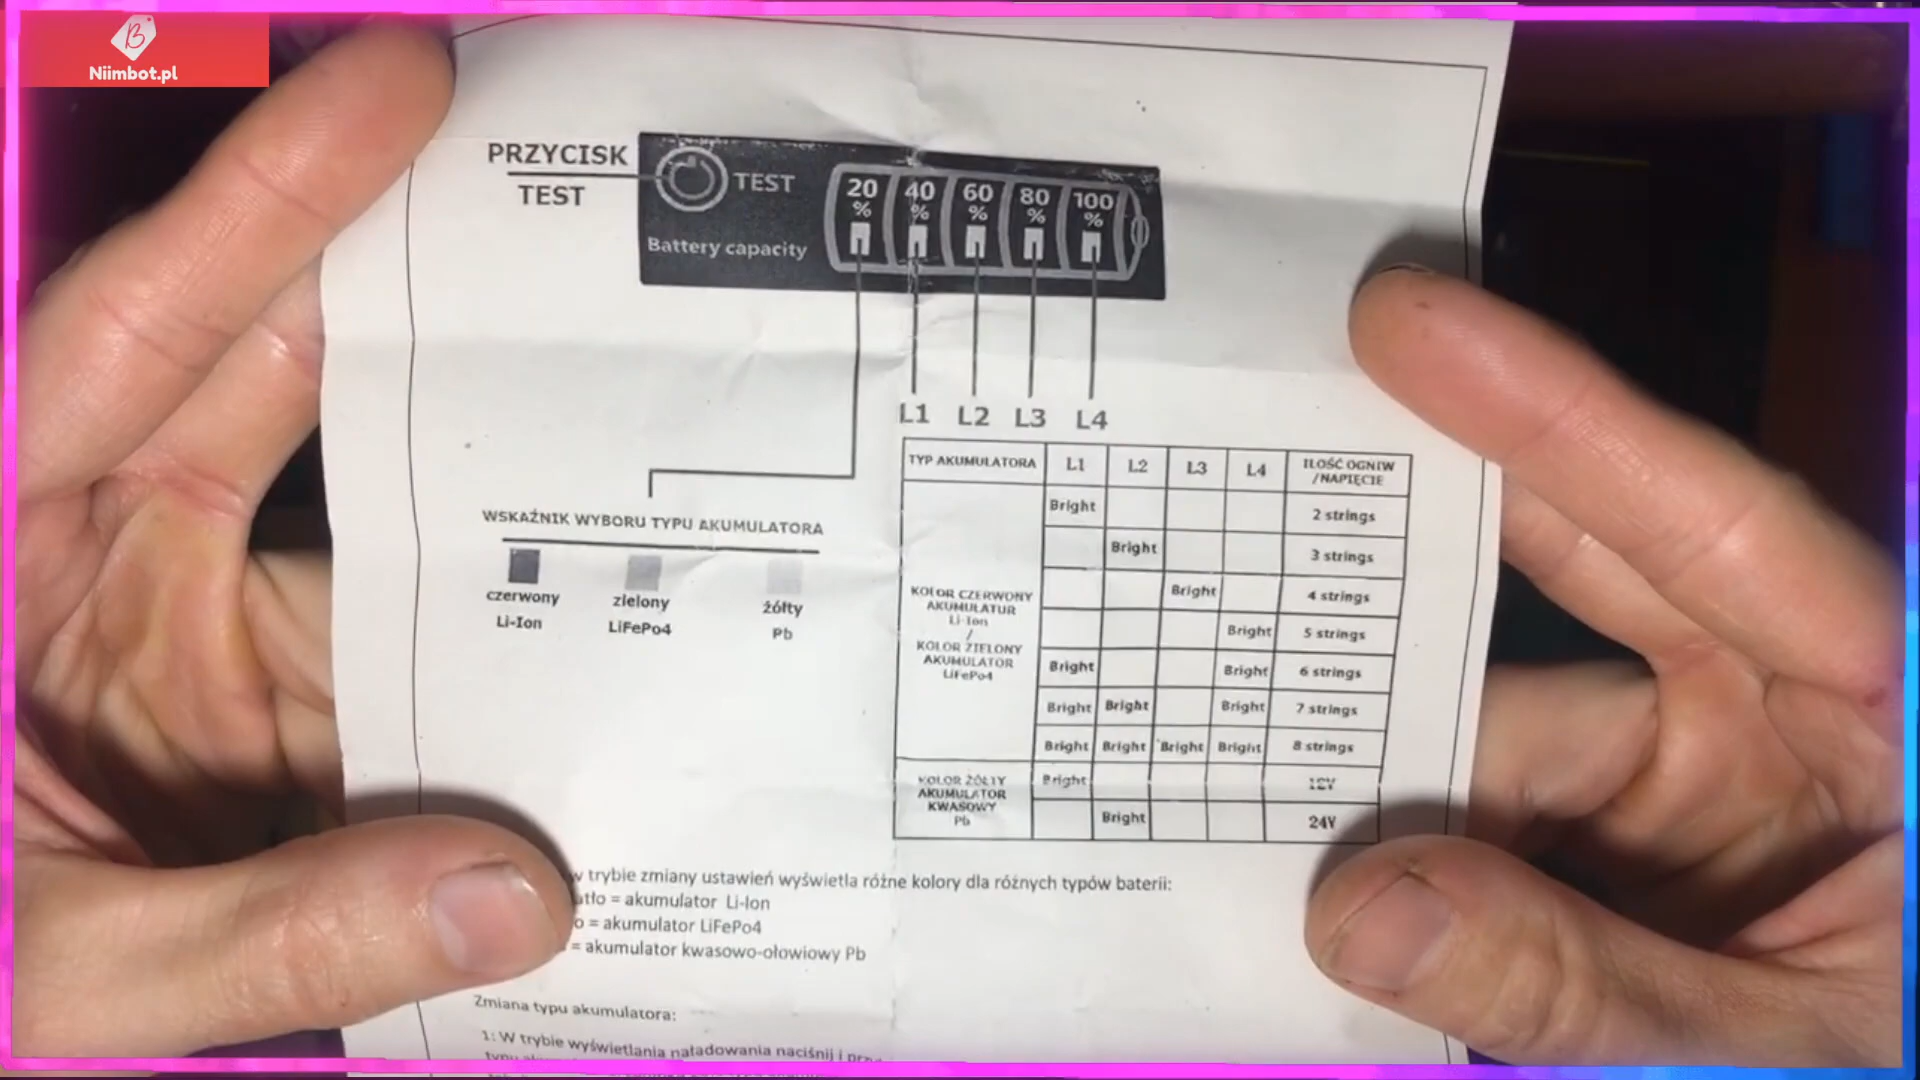 Niimbot.pl
PRZYCISK
TEST
TEST
Battery capacity
20 40 60 80 100
% % % % %
L1 L2 L3 L4
WSKAŹNIK WYBORU TYPU AKUMULATORA
czerwony zielony żółty
Li-Ion LiFePo4 Pb
TYP AKUMULATORA L1 L2 L3 L4 ILOŚĆ OGNIW
/NAPIĘCIE
KOLOR CZERWONY
AKUMULATUR
Li-Ion
/
KOLOR ZIELONY
AKUMULATOR
LiFePo4
Bright 2 strings
Bright 3 strings
Bright 4 strings
Bright 5 strings
Bright Bright 6 strings
Bright Bright Bright 7 strings
Bright Bright Bright Bright 8 strings
KOLOR ŻÓŁTY
AKUMULATOR
KWASOWY
Pb
Bright 12V
Bright 24V
w trybie zmiany ustawień wyświetla różne kolory dla różnych typów baterii:
= akumulator Li-Ion
= akumulator LiFePo4
= akumulator kwasowo-ołowiowy Pb
Zmiana typu akumulatora:
1: W trybie wyświetlania naładowania naciśnij i